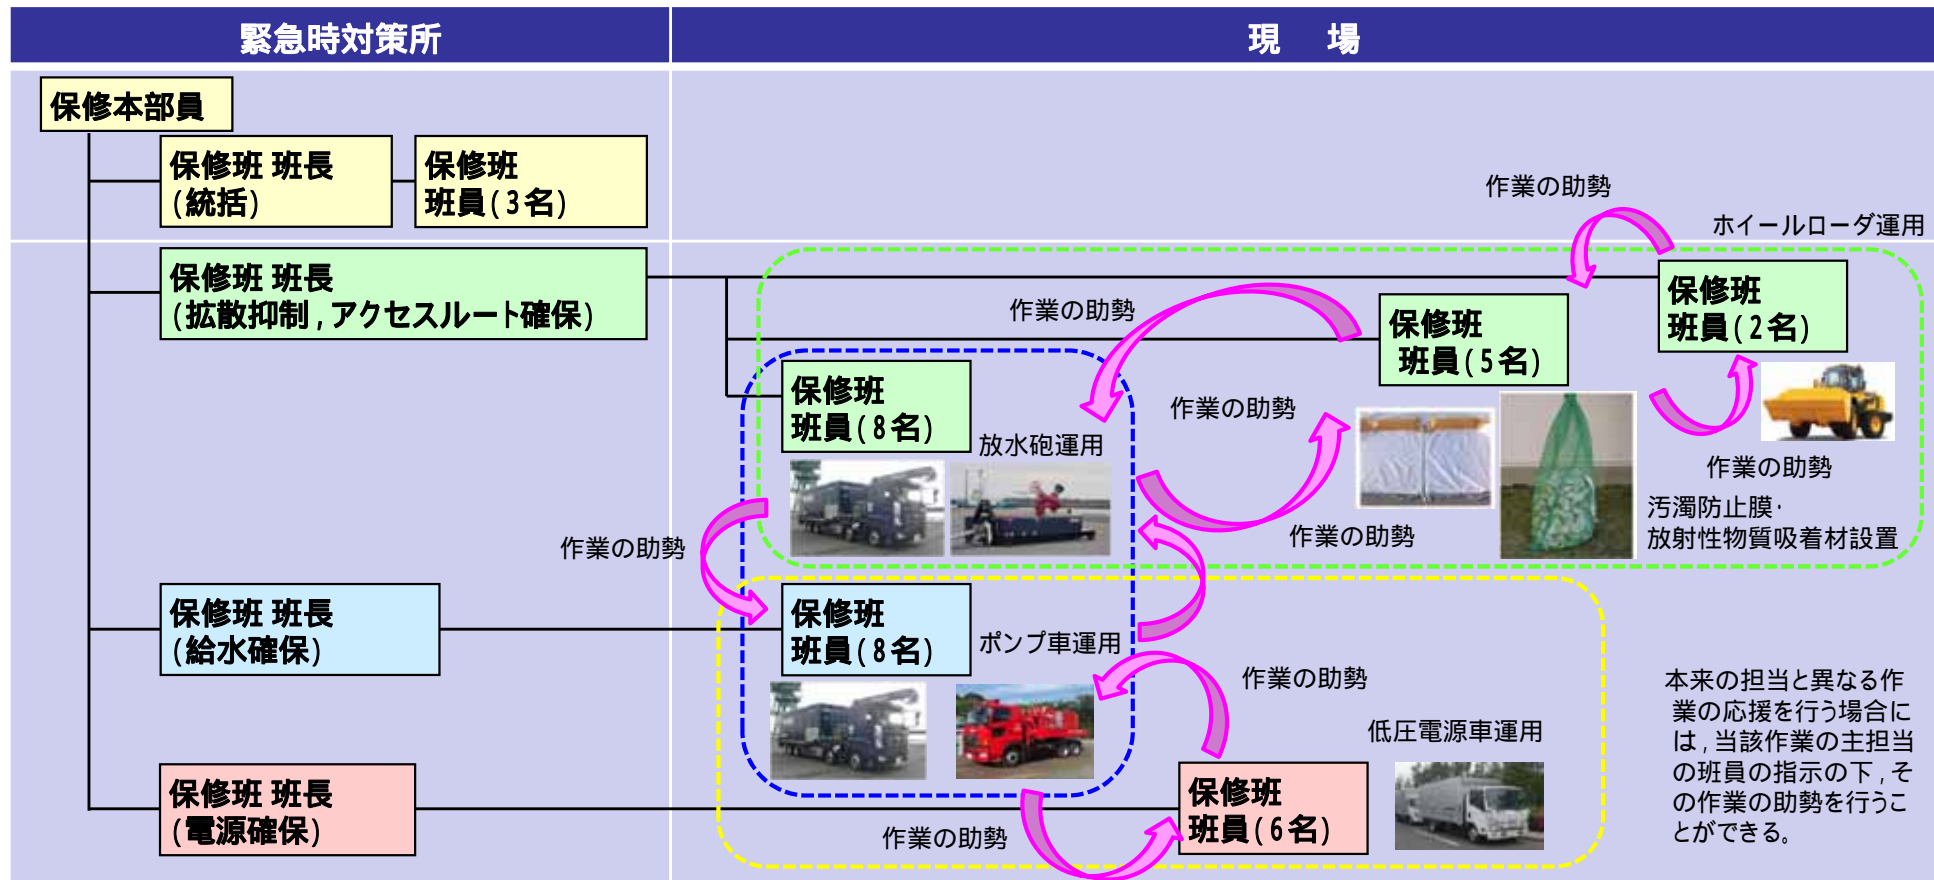 緊急時対策所
現 場
保修本部員
保修班 班長
(統括)
保修班
班員(3名)
作業の助勢
ホイールローダ運用
保修班 班長
(拡散抑制,アクセスルート確保)
保修班
班員(2名)
作業の助勢
保修班
班員(5名)
保修班
班員(8名)
放水砲運用
作業の助勢
作業の助勢
汚濁防止膜・
放射性物質吸着材設置
作業の助勢
作業の助勢
保修班 班長
(給水確保)
保修班
班員(8名)
ポンプ車運用
作業の助勢
低圧電源車運用
保修班 班長
(電源確保)
保修班
班員(6名)
作業の助勢
本来の担当と異なる作
業の応援を行う場合に
は,当該作業の主担当
の班員の指示の下,そ
の作業の助勢を行うこ
とができる。